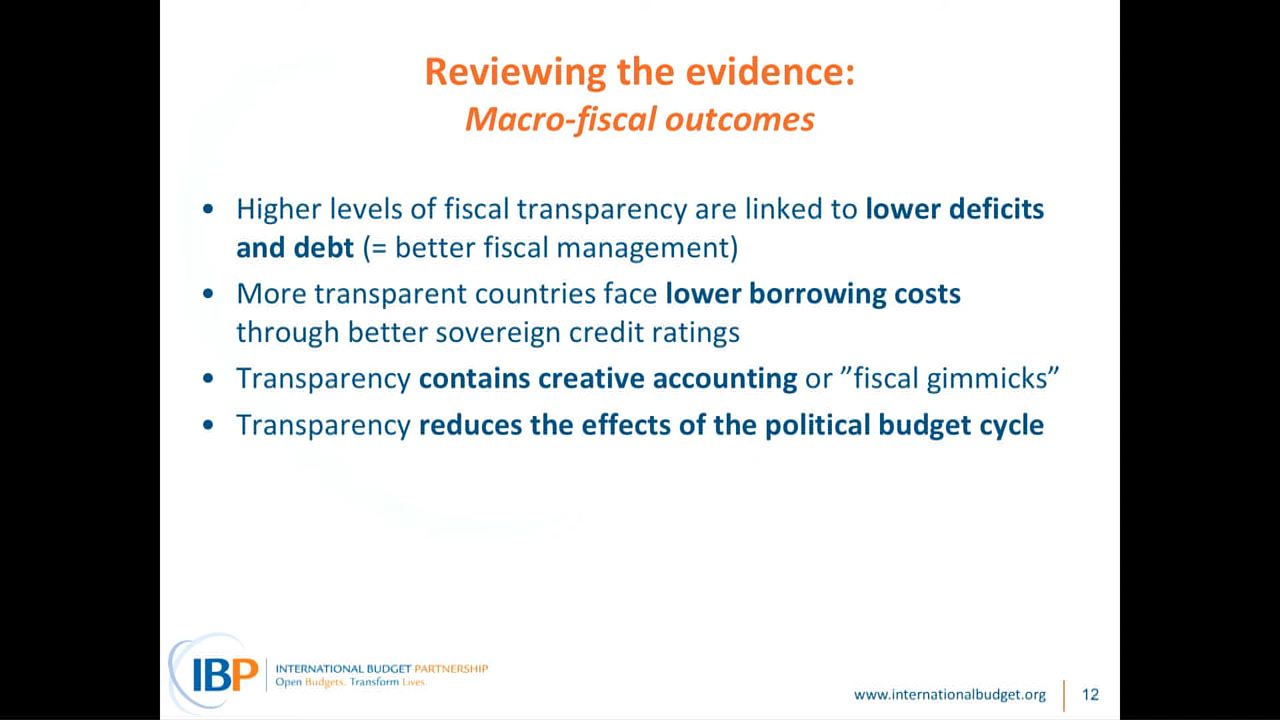 Reviewing the evidence:
Macro-fiscal outcomes
• Higher levels of fiscal transparency are linked to lower deficits
and debt (= better fiscal management)
• More transparent countries face lower borrowing costs
through better sovereign credit ratings
• Transparency contains creative accounting or ”fiscal gimmicks”
• Transparency reduces the effects of the political budget cycle
IBP
INTERNATIONAL BUDGET PARTNERSHIP
Open Budgets. Transform Lives.
www.internationalbudget.org
12